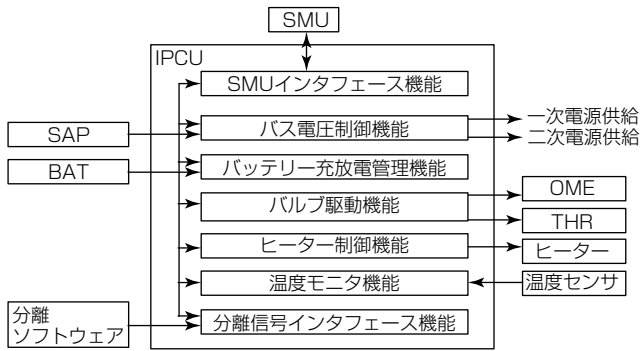 SMU
IPCU
SMUインタフェース機能
バス電圧制御機能
一次電源供給
二次電源供給
SAP
BAT
バッテリー充放電管理機能
バルブ駆動機能
OME
THR
ヒーター制御機能
ヒーター
温度モニタ機能
温度センサ
分離
ソフトウェア
分離信号インタフェース機能